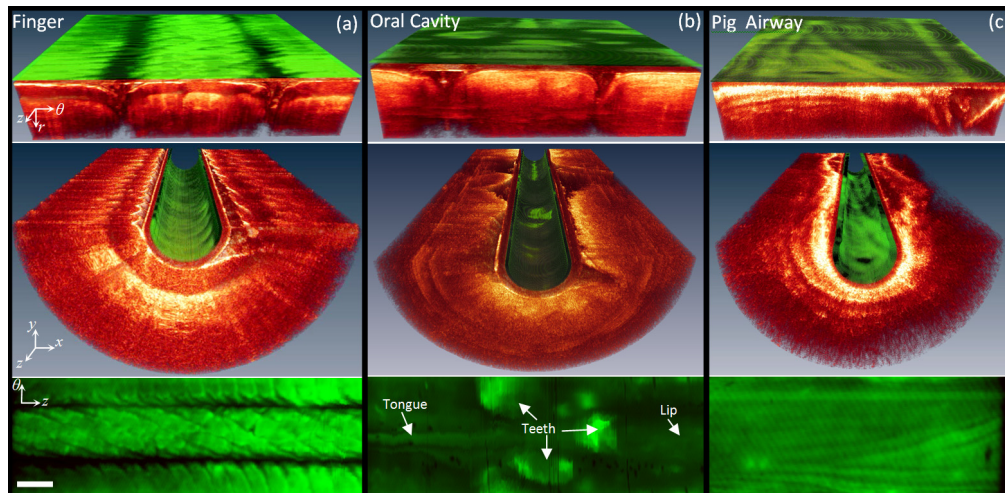 Finger (a)
Oral Cavity (b)
Pig Airway (c)
θ
z
r
y
x
z
θ
z
Tongue
Teeth
Lip